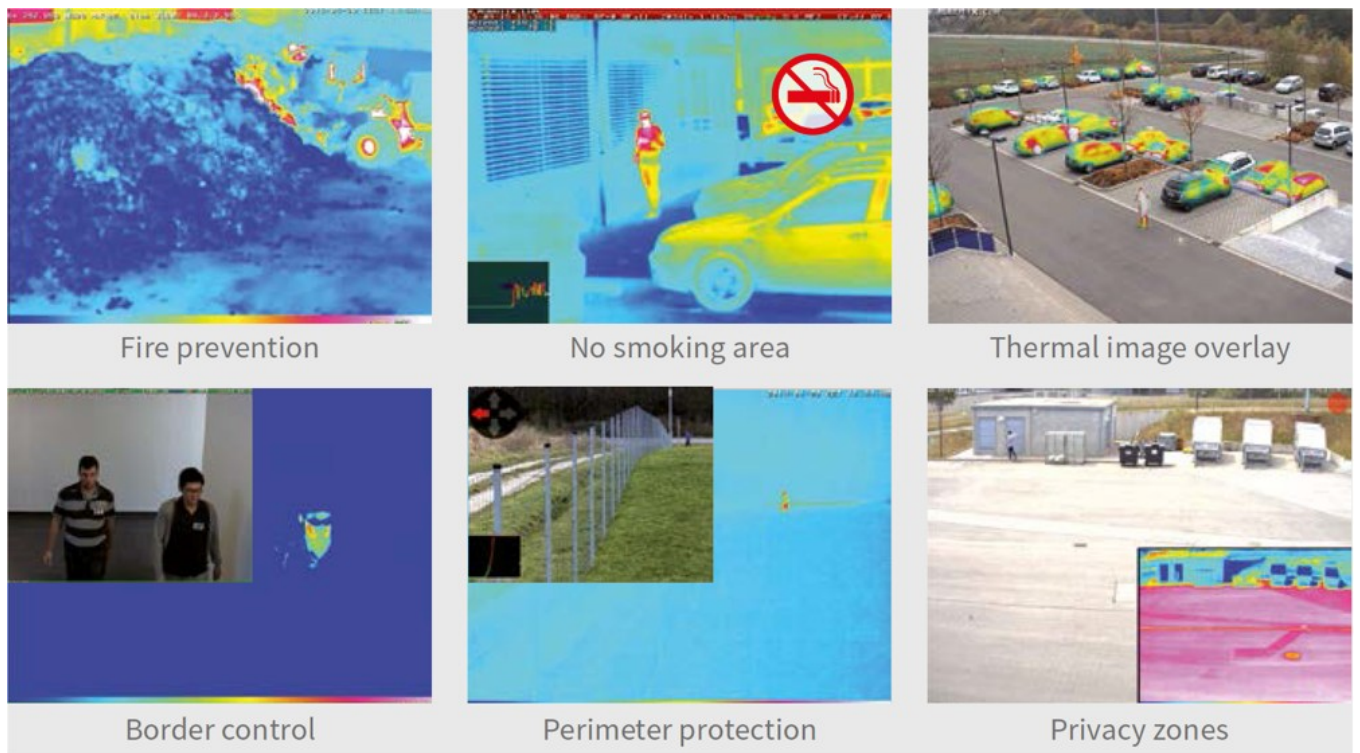 Fire prevention
No smoking area
Thermal image overlay
Border control
Perimeter protection
Privacy zones